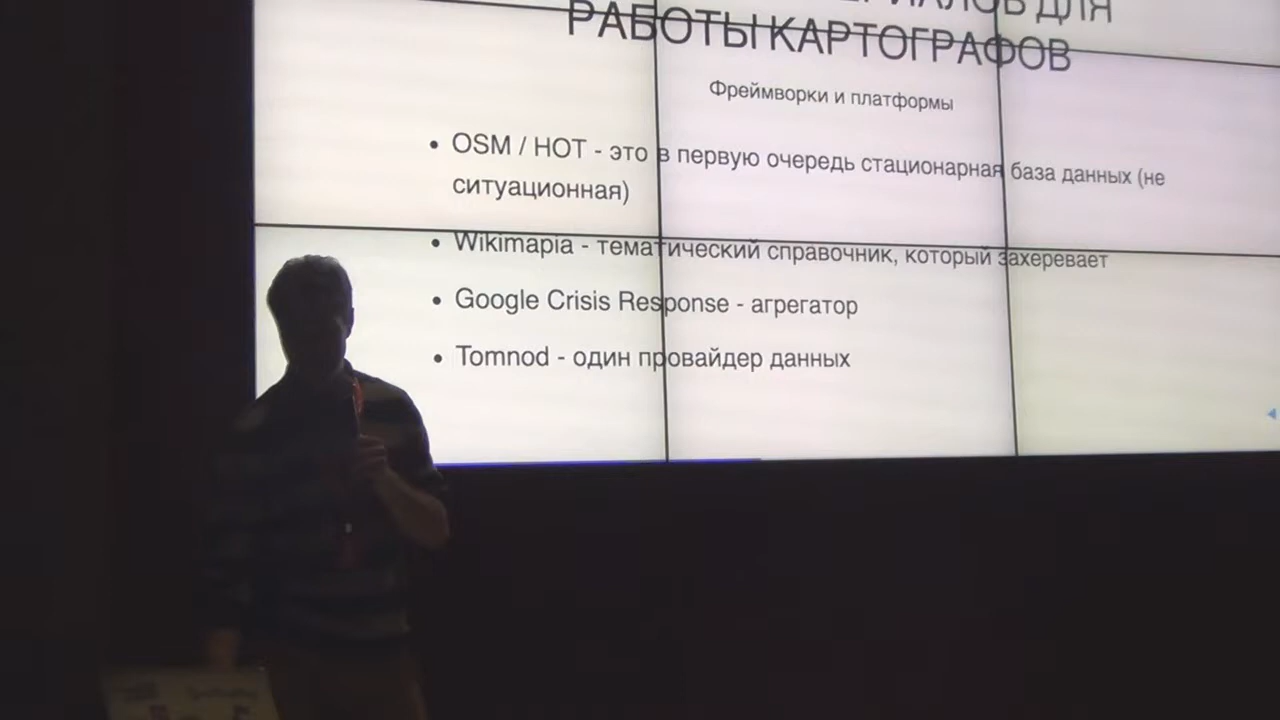 ДЛЯ
РАБОТЫ КАРТОГРАФОВ
Фреймворки и платформы
• OSM / HOT - это в первую очередь стационарная база данных (не
ситуационная)
• Wikimapia - тематический справочник, который захеревает
• Google Crisis Response - агрегатор
• Tomnod - один провайдер данных